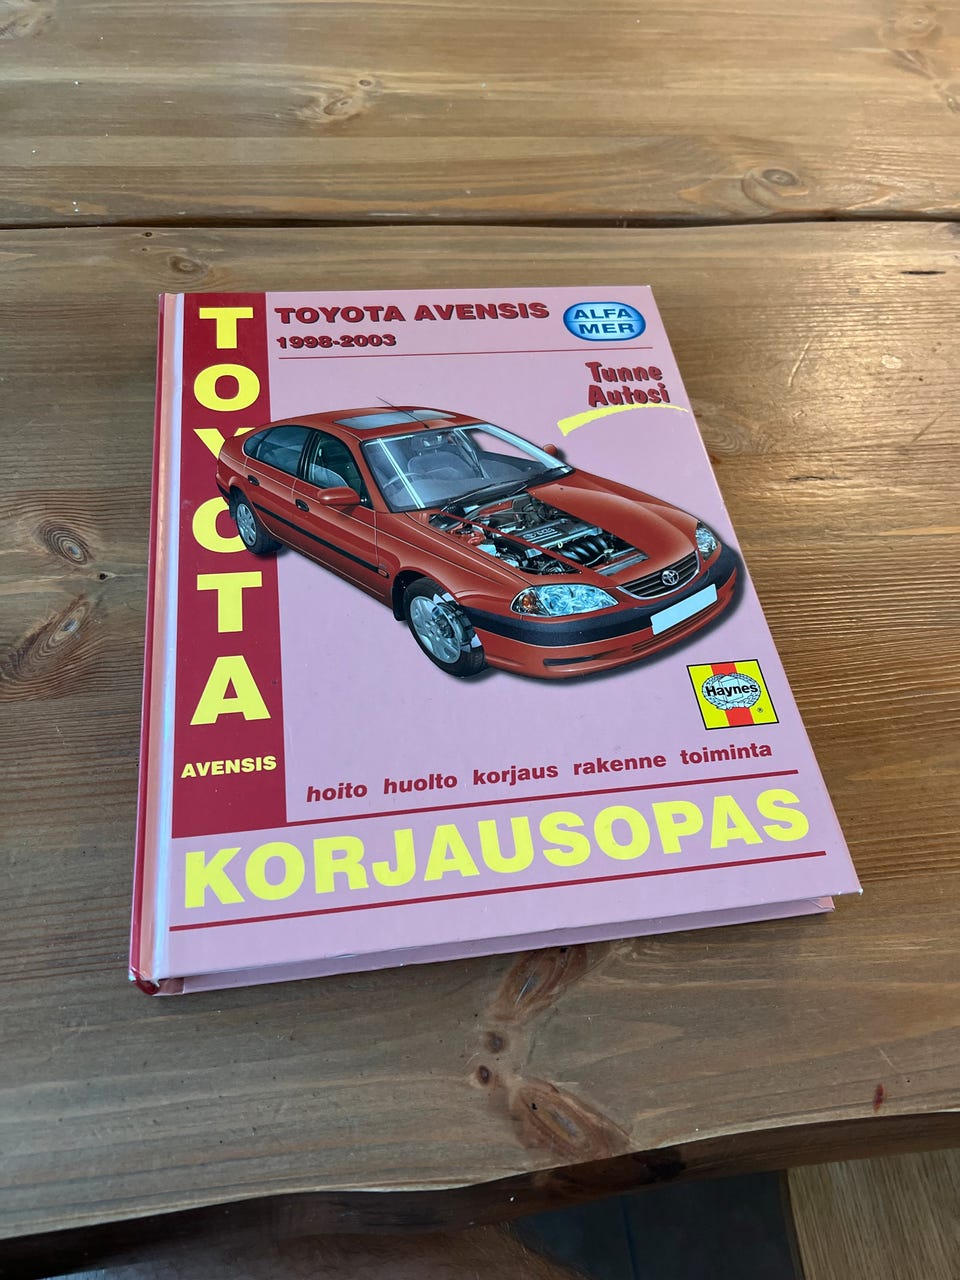 TOYOTA
AVENSIS
TOYOTA AVENSIS
1998-2003
ALFA
MER
Tunne
Autosi
Haynes
®
hoito huolto korjaus rakenne toiminta
KORJAUSOPAS